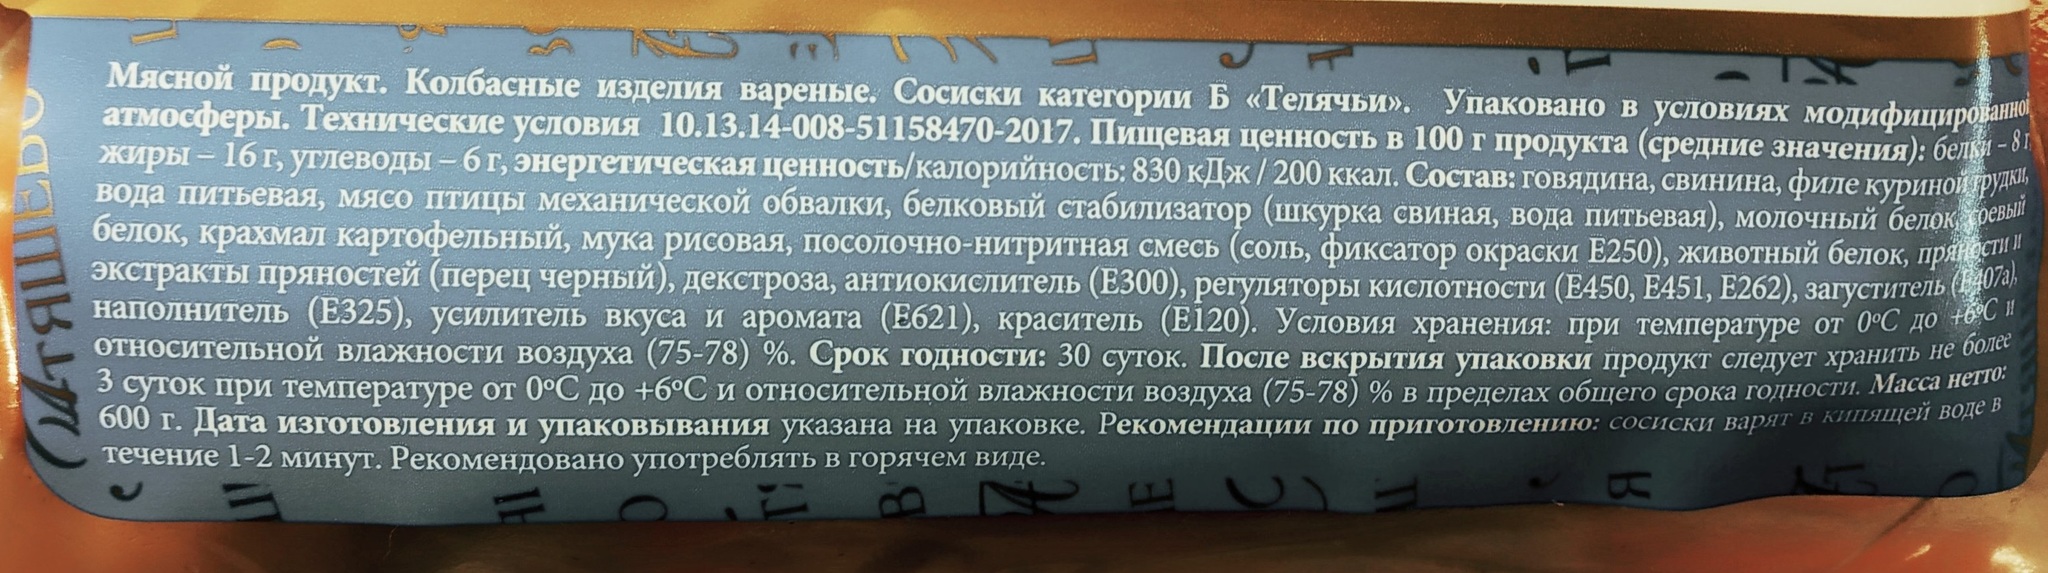 Мясной продукт. Колбасные изделия вареные. Сосиски категории Б «Телячьи». Упаковано в условиях модифицированной
атмосферы. Технические условия 10.13.14-008-51158470-2017. Пищевая ценность в 100 г продукта (средние значения): белки – 8 г,
жиры – 16 г, углеводы – 6 г, энергетическая ценность/калорийность: 830 кДж / 200 ккал. Состав: говядина, свинина, филе куриной грудки,
вода питьевая, мясо птицы механической обвалки, белковый стабилизатор (шкурка свиная, вода питьевая), молочный белок, соевый
белок, крахмал картофельный, мука рисовая, посолочно-нитритная смесь (соль, фиксатор окраски Е250), животный белок, пряности и
экстракты пряностей (перец черный), декстроза, антиокислитель (Е300), регуляторы кислотности (Е450, Е451, Е262), загуститель (Е407а),
наполнитель (Е325), усилитель вкуса и аромата (Е621), краситель (Е120). Условия хранения: при температуре от 0ºС до +6ºС и
относительной влажности воздуха (75-78) %. Срок годности: 30 суток. После вскрытия упаковки продукт следует хранить не более
3 суток при температуре от 0ºС до +6ºС и относительной влажности воздуха (75-78) % в пределах общего срока годности. Масса нетто:
600 г. Дата изготовления и упаковывания указана на упаковке. Рекомендации по приготовлению: сосиски варят в кипящей воде в
течение 1-2 минут. Рекомендовано употреблять в горячем виде.
АТЯШЕВО